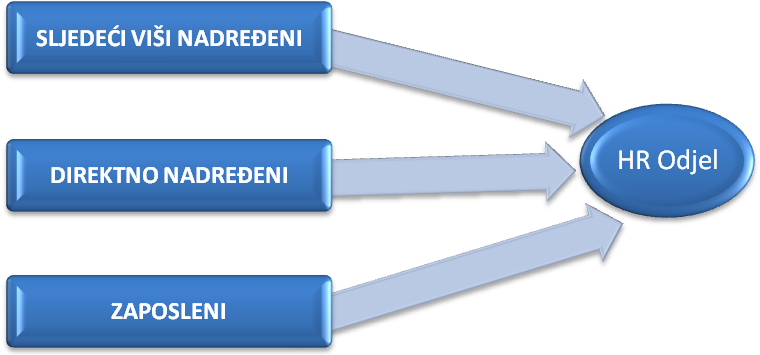 SLJEDEĆI VIŠI NADREĐENI
DIREKTNO NADREĐENI
HR Odjel
ZAPOSLENI